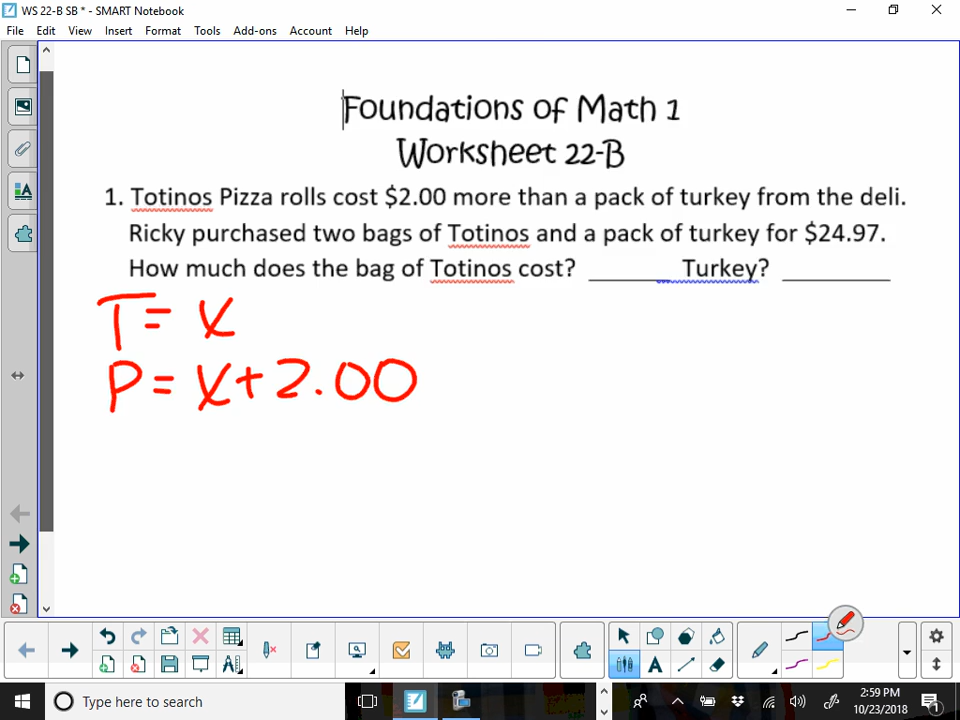 WS 22-B SB * - SMART Notebook
File Edit View Insert Format Tools Add-ons Account Help
Foundations of Math 1
Worksheet 22-B
1. Totinos Pizza rolls cost $2.00 more than a pack of turkey from the deli.
Ricky purchased two bags of Totinos and a pack of turkey for $24.97.
How much does the bag of Totinos cost? ________ Turkey? __________
T= x
P= x+2.00
Type here to search
2:59 PM
10/23/2018
1